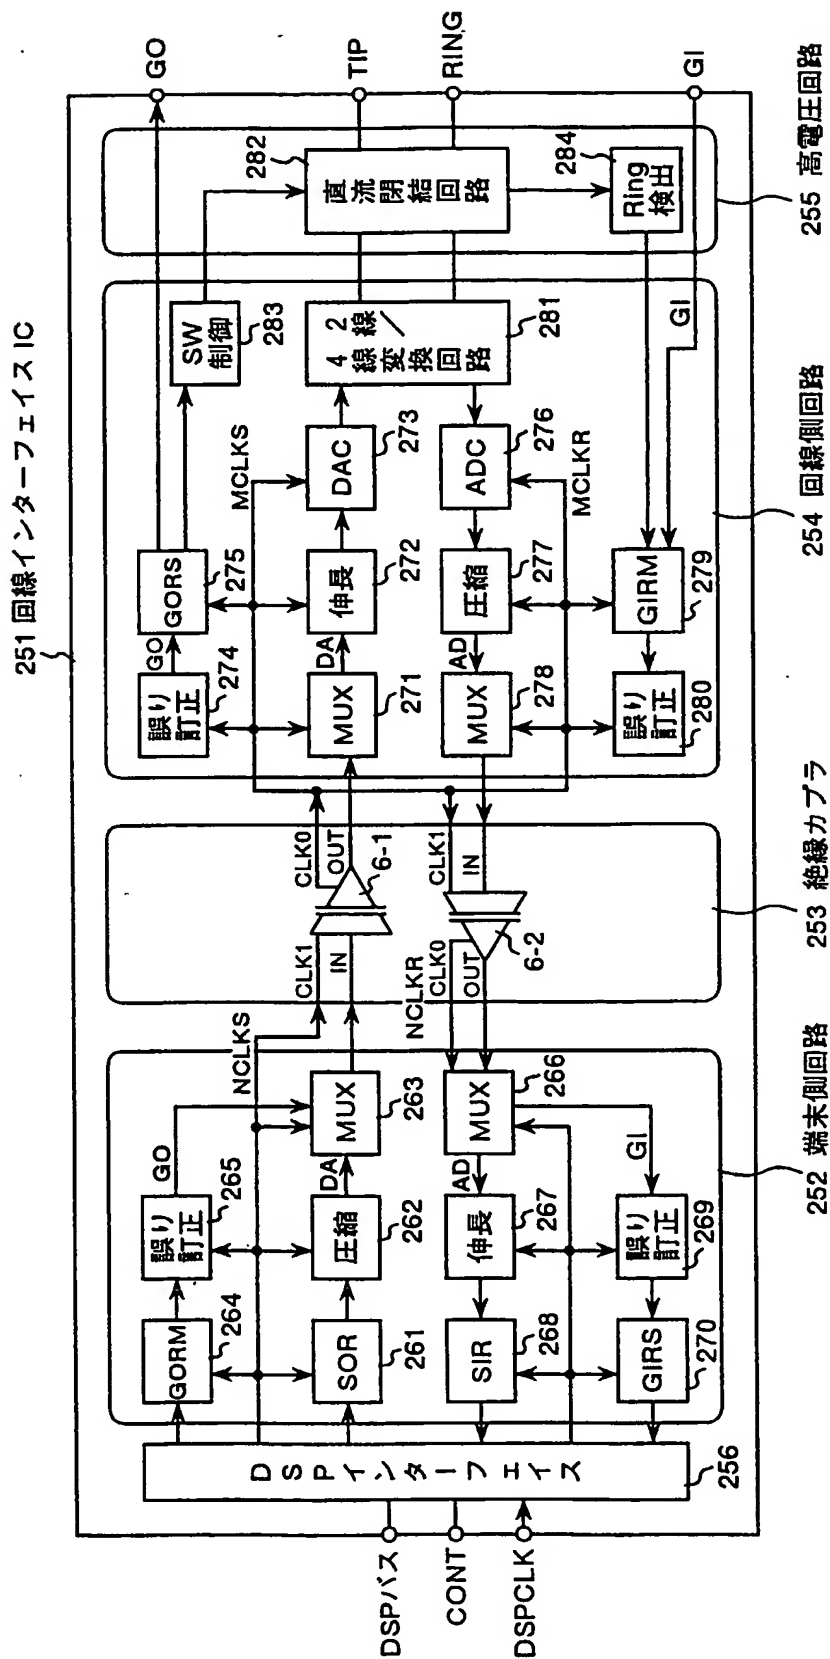 251 回線インターフェイス IC
DSPバス
CONT
DSPCLK
DSPインターフェイス
256
GORM
264
誤り
訂正
265
GO
NCLKS
SOR
261
圧縮
262
DA
MUX
263
SIR
268
伸長
267
AD
MUX
266
GIRS
270
誤り
訂正
269
GI
252 端末側回路
CLK1
IN
CLK0
OUT
6-1
NCLKR
CLK0
OUT
6-2
CLK1
IN
253 絶縁カプラ
誤り
訂正
274
GO
GORS
275
SW
制御
283
MCLKS
MUX
271
DA
伸長
272
DAC
273
2線/
4線変換回路
281
MUX
278
AD
圧縮
277
ADC
276
MCLKR
誤り
訂正
280
GIRM
279
GI
254 回線側回路
直流閉結回路
282
Ring
検出
284
255 高電圧回路
GO
TIP
RING
GI